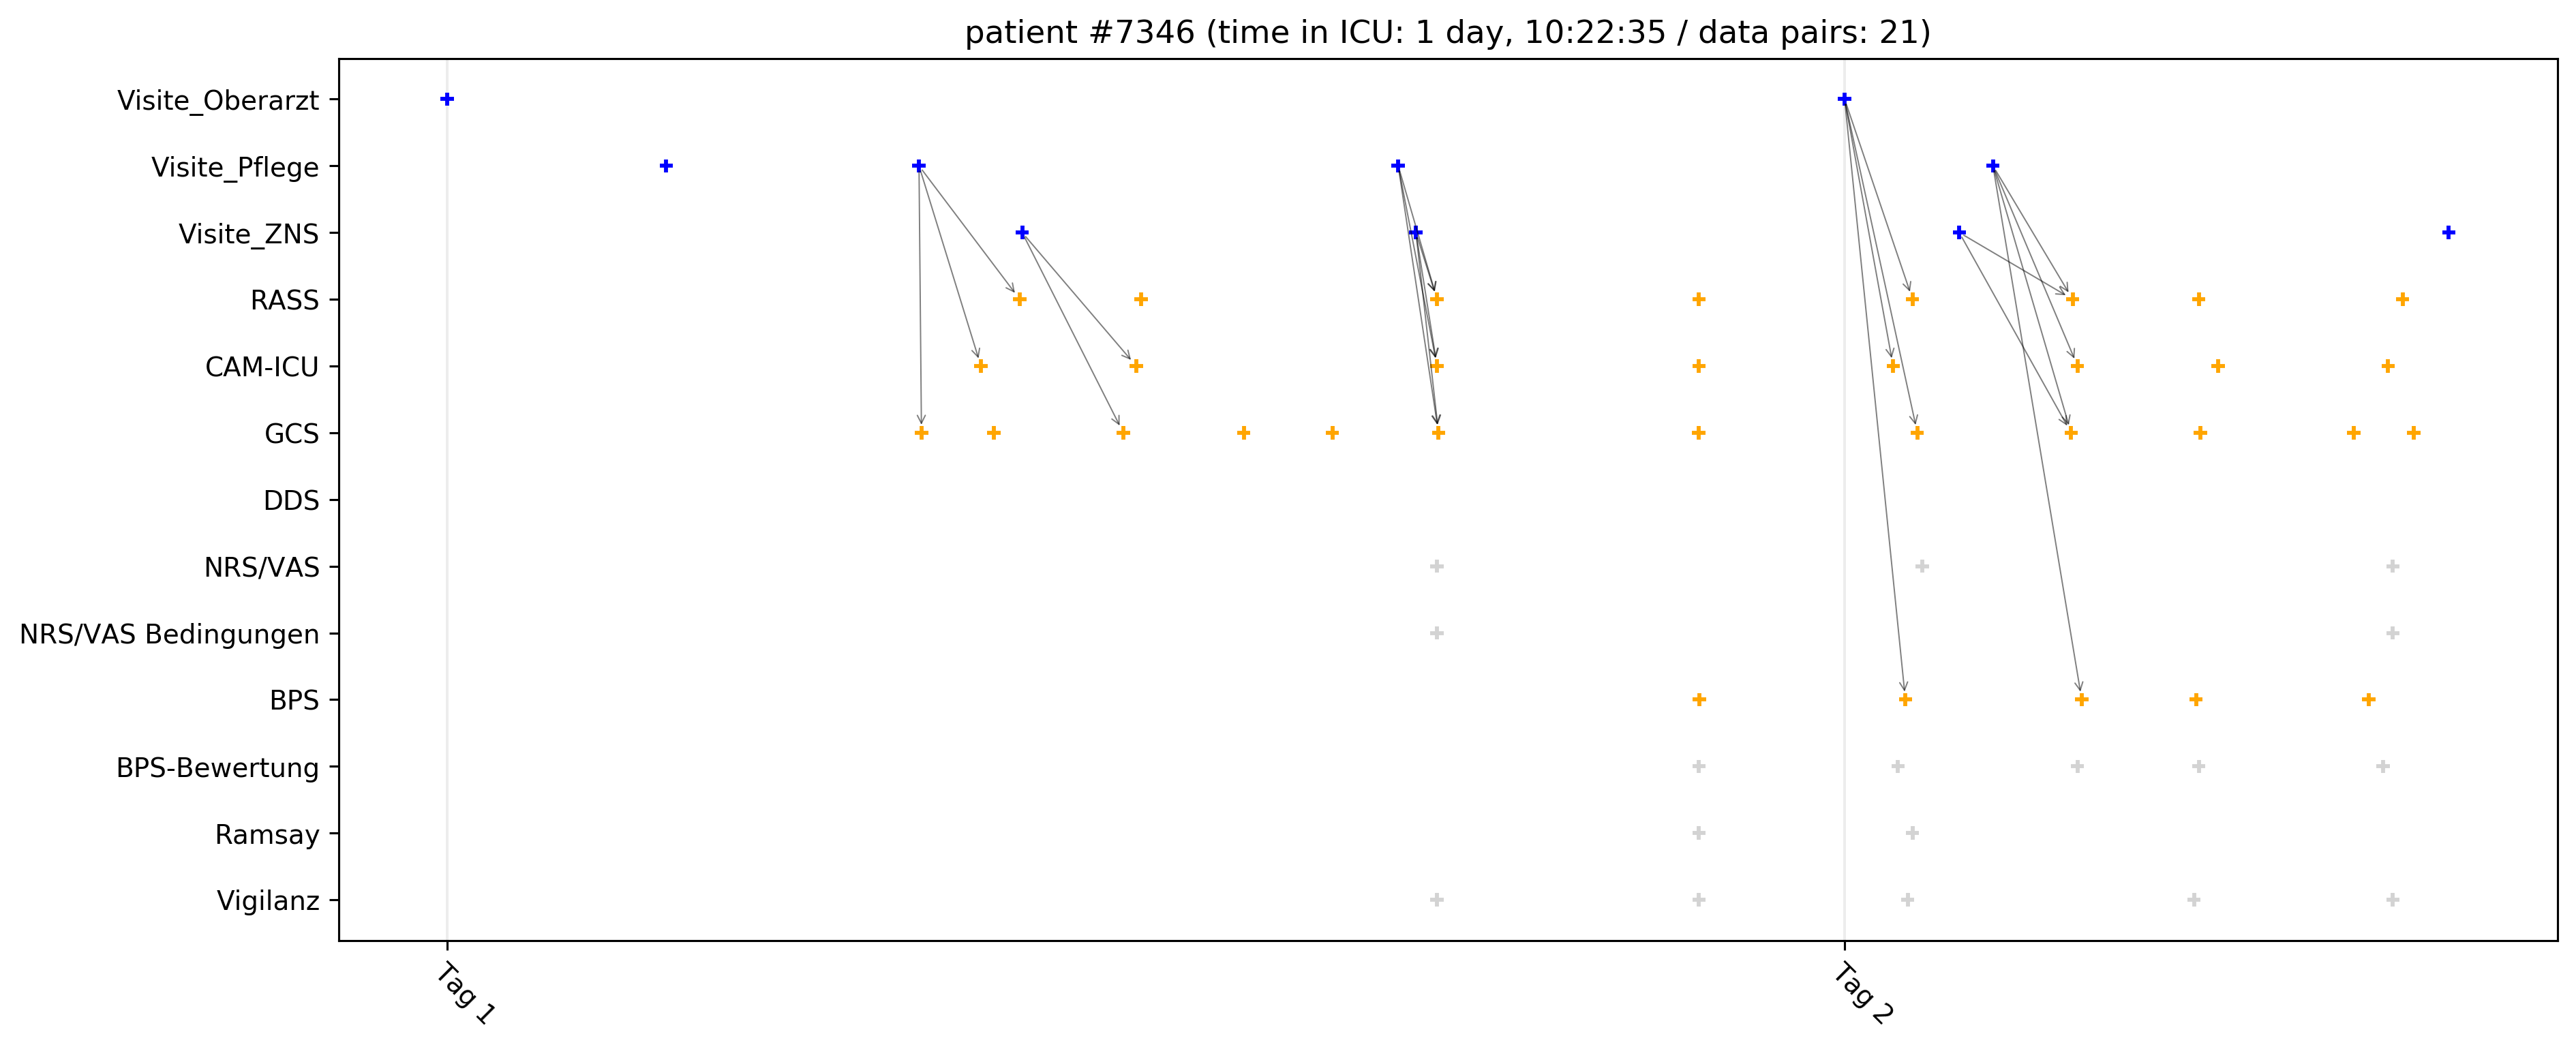 patient #7346 (time in ICU: 1 day, 10:22:35 / data pairs: 21)
Visite_Oberarzt
Visite_Pflege
Visite_ZNS
RASS
CAM-ICU
GCS
DDS
NRS/VAS
NRS/VAS Bedingungen
BPS
BPS-Bewertung
Ramsay
Vigilanz
Tag 1
Tag 2